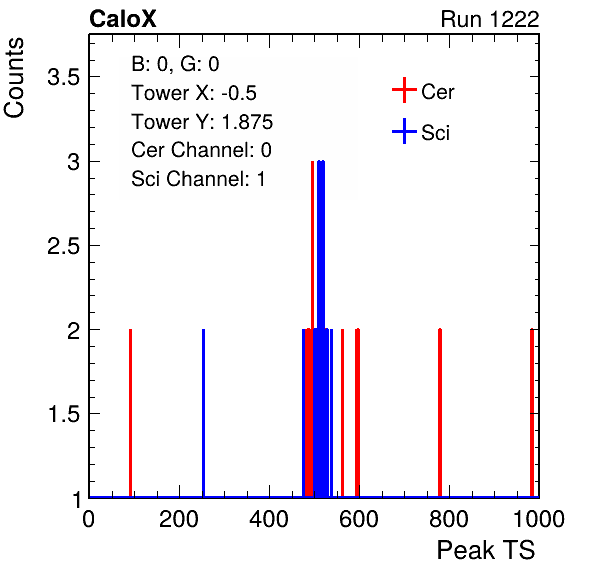 CaloX
Run 1222
Counts
B: 0, G: 0
Tower X: -0.5
Tower Y: 1.875
Cer Channel: 0
Sci Channel: 1
Cer
Sci
3.5
3
2.5
2
1.5
1
0 200 400 600 800 1000
Peak TS